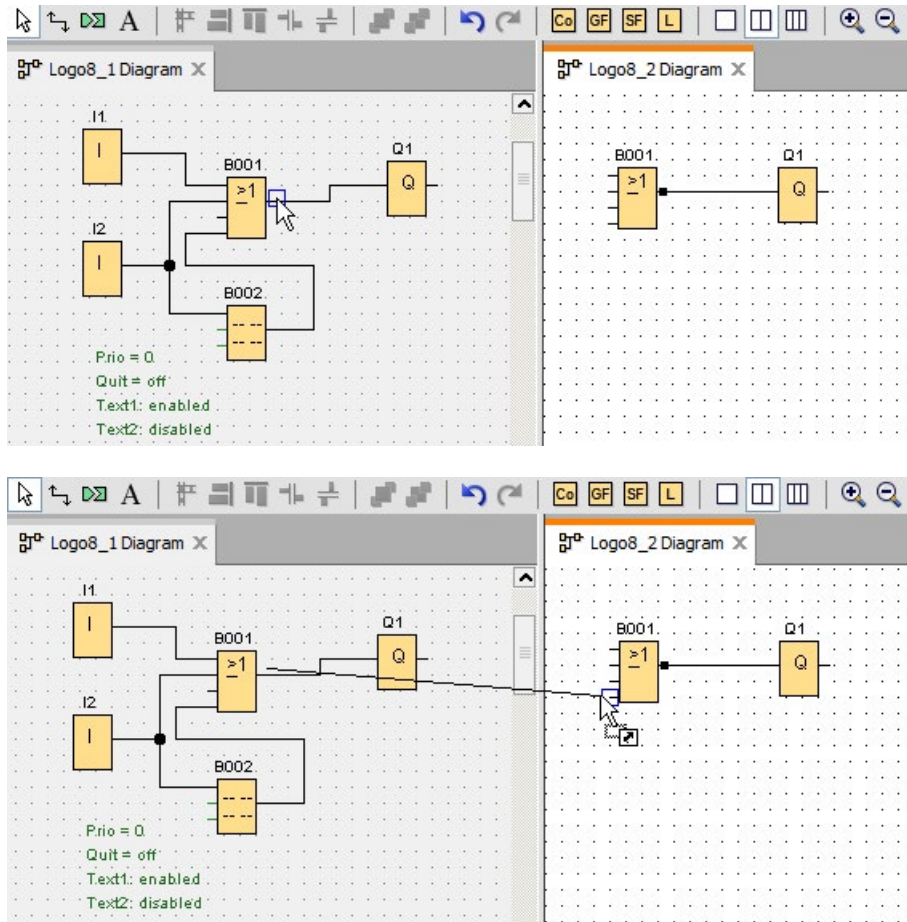 A Co GF SF L
Logo8_1 Diagram Logo8_2 Diagram
I1
I
B001
≥1
Q1
Q
I2
I
B002
Prio = 0
Quit = off
Text1: enabled
Text2: disabled
B001
≥1
Q1
Q
A Co GF SF L
Logo8_1 Diagram Logo8_2 Diagram
I1
I
B001
≥1
Q1
Q
I2
I
B002
Prio = 0
Quit = off
Text1: enabled
Text2: disabled
B001
≥1
Q1
Q